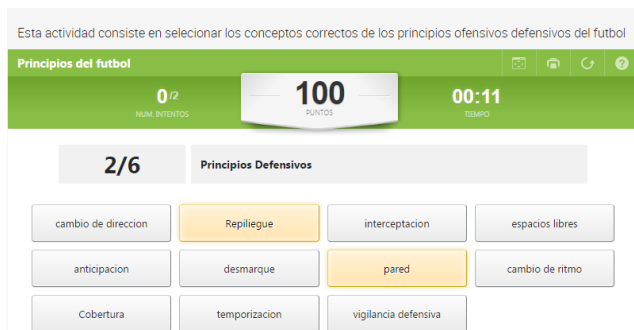 Esta actividad consiste en selecionar los conceptos correctos de los principios ofensivos defensivos del futbol
Principios del futbol
0/2
NUM. INTENTOS
100
PUNTOS
00:11
TIEMPO
2/6
Principios Defensivos
cambio de direccion
Repiliegue
interceptacion
espacios libres
anticipacion
desmarque
pared
cambio de ritmo
Cobertura
temporizacion
vigilancia defensiva